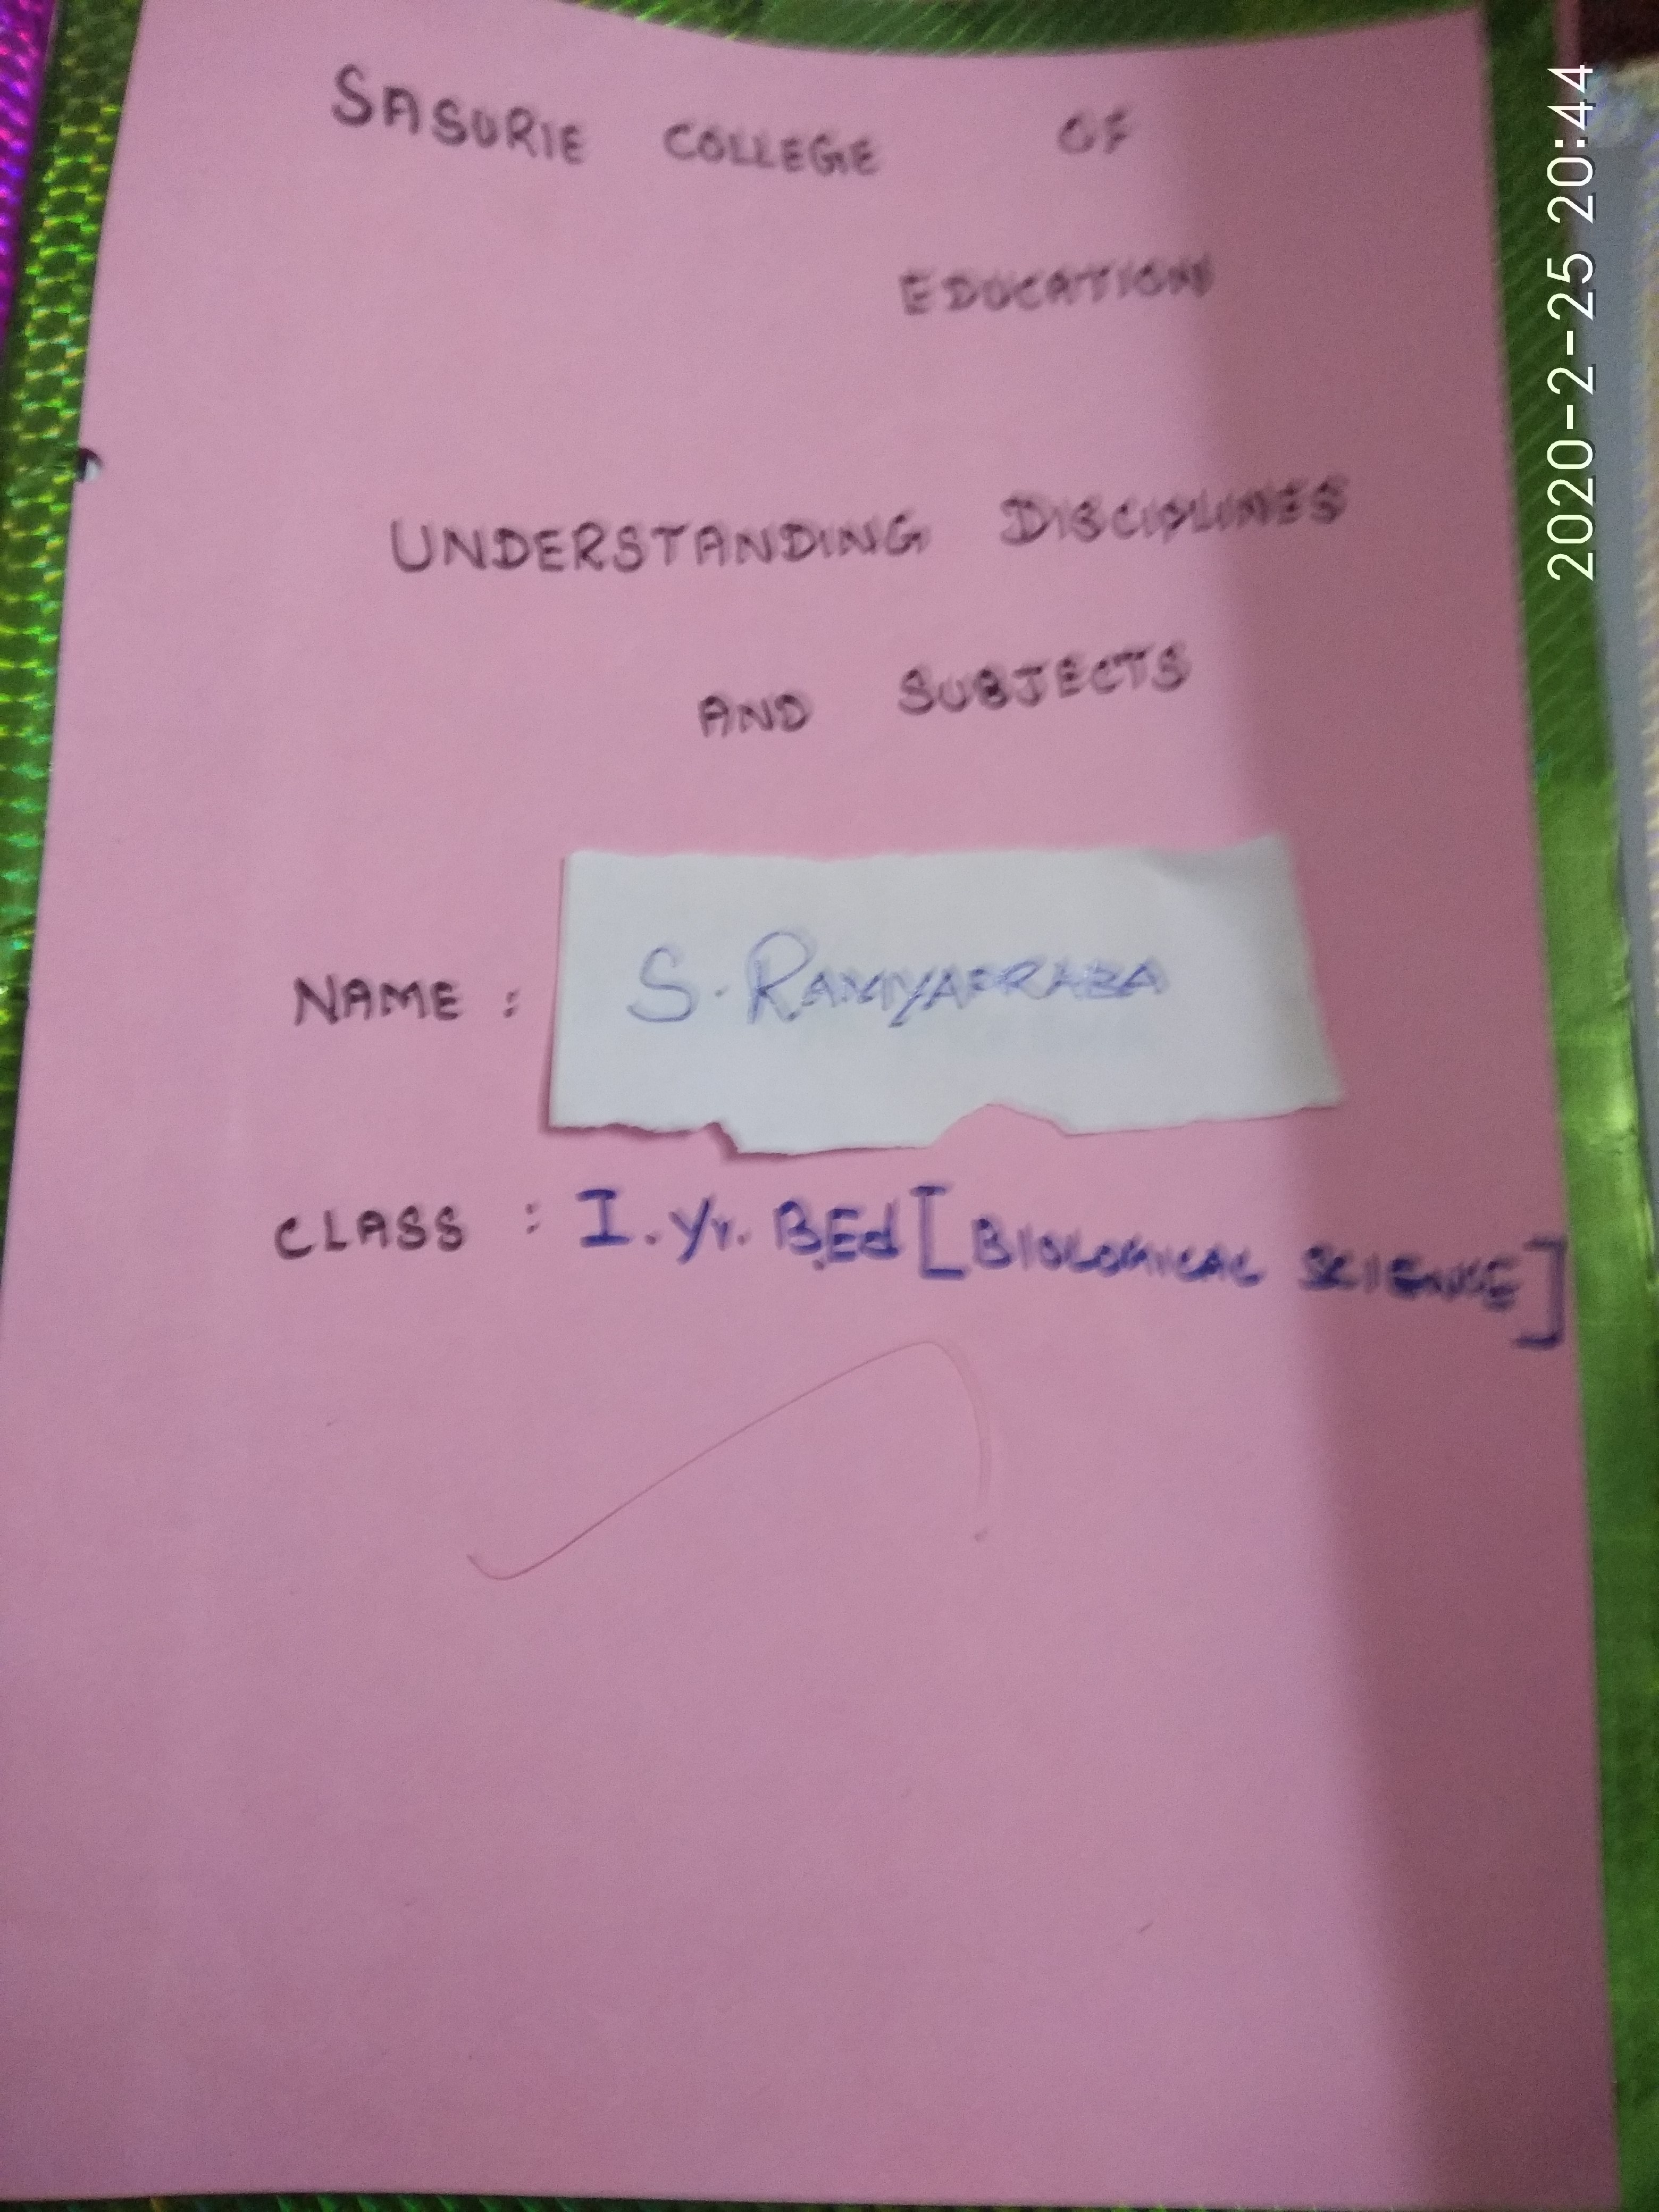 SASURIE COLLEGE OF
EDUCATION
UNDERSTANDING DISCIPLINES
AND SUBJECTS
NAME : S. RAMYAPRABA
CLASS : I. Yr. B.Ed [BIOLOGICAL SCIENCE]
2020-2-25 20:44